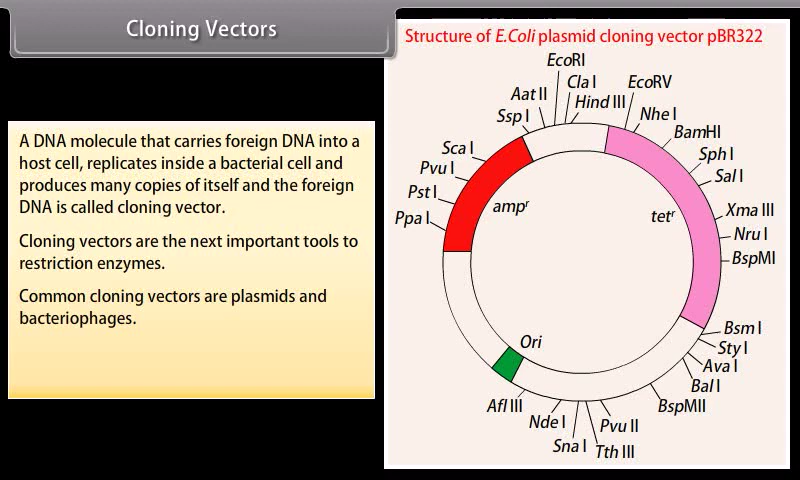 Cloning Vectors
A DNA molecule that carries foreign DNA into a
host cell, replicates inside a bacterial cell and
produces many copies of itself and the foreign
DNA is called cloning vector.
Cloning vectors are the next important tools to
restriction enzymes.
Common cloning vectors are plasmids and
bacteriophages.
Structure of E.Coli plasmid cloning vector pBR322
EcoRI
Cla I
Hind III
EcoRV
Aat II
Ssp I
Nhe I
BamHI
Sph I
Sal I
Sca I
Pvu I
Pst I
Ppa I
ampʳ
tetʳ
Xma III
Nru I
BspMI
Ori
Bsm I
Sty I
Ava I
Bal I
BspMII
Afl III
Nde I
Sna I
Tth III
Pvu II